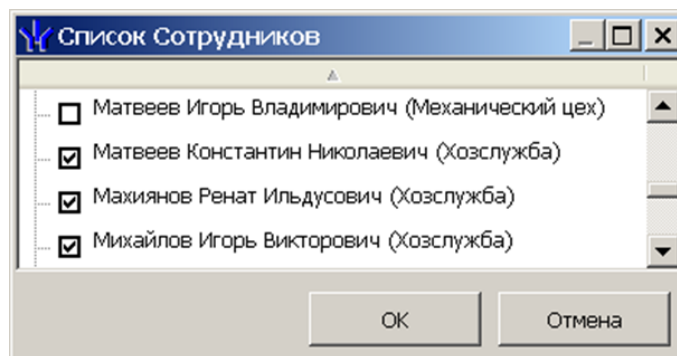 Список Сотрудников
Матвеев Игорь Владимирович (Механический цех)
Матвеев Константин Николаевич (Хозслужба)
Махиянов Ренат Ильдусович (Хозслужба)
Михайлов Игорь Викторович (Хозслужба)
ОК Отмена